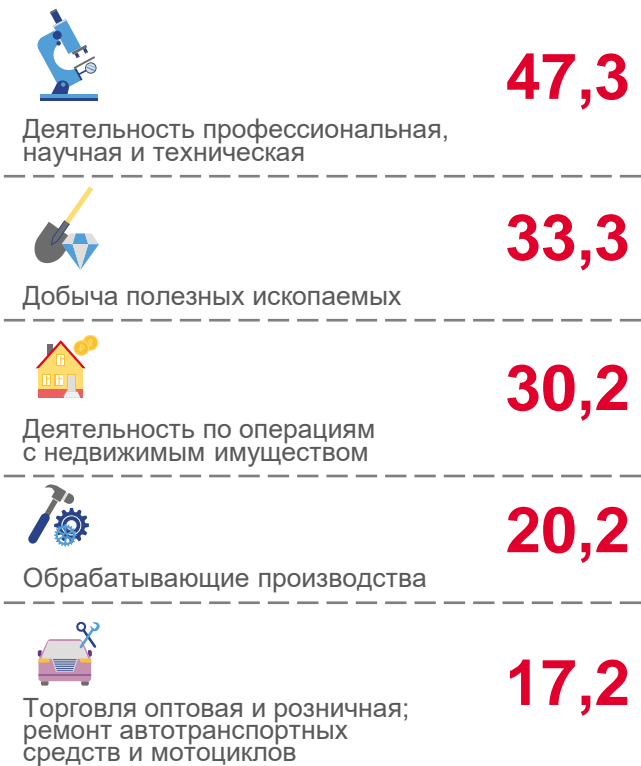 47,3
Деятельность профессиональная,
научная и техническая
33,3
Добыча полезных ископаемых
30,2
Деятельность по операциям
с недвижимым имуществом
20,2
Обрабатывающие производства
17,2
Торговля оптовая и розничная;
ремонт автотранспортных
средств и мотоциклов